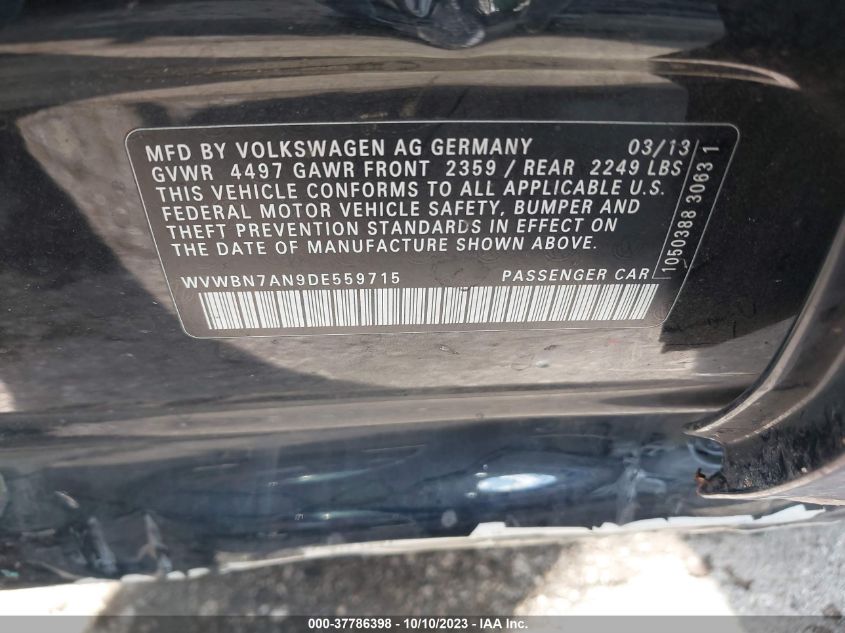 MFD BY VOLKSWAGEN AG GERMANY 03/13
GVWR 4497 GAWR FRONT 2359 / REAR 2249 LBS
THIS VEHICLE CONFORMS TO ALL APPLICABLE U.S.
FEDERAL MOTOR VEHICLE SAFETY, BUMPER AND
THEFT PREVENTION STANDARDS IN EFFECT ON
THE DATE OF MANUFACTURE SHOWN ABOVE.
WVWBN7AN9DE559715 PASSENGER CAR
1050388 30631
000-37786398 - 10/10/2023 - IAA Inc.